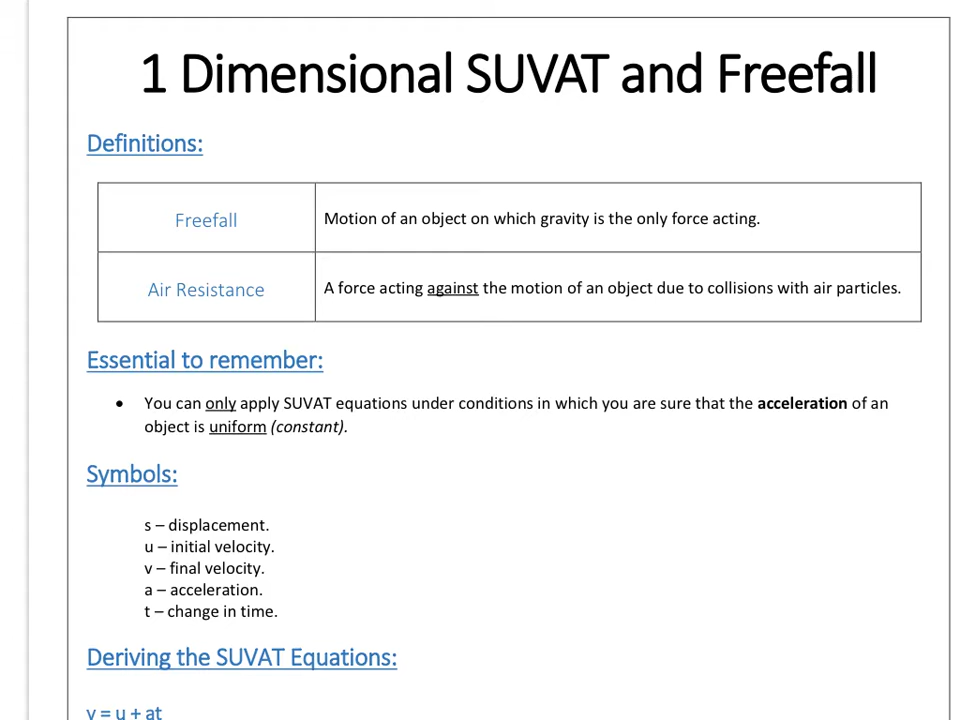 1 Dimensional SUVAT and Freefall
Definitions:
Freefall
Motion of an object on which gravity is the only force acting.
Air Resistance
A force acting against the motion of an object due to collisions with air particles.
Essential to remember:
• You can only apply SUVAT equations under conditions in which you are sure that the acceleration of an
object is uniform (constant).
Symbols:
s – displacement.
u – initial velocity.
v – final velocity.
a – acceleration.
t – change in time.
Deriving the SUVAT Equations:
v = u + at